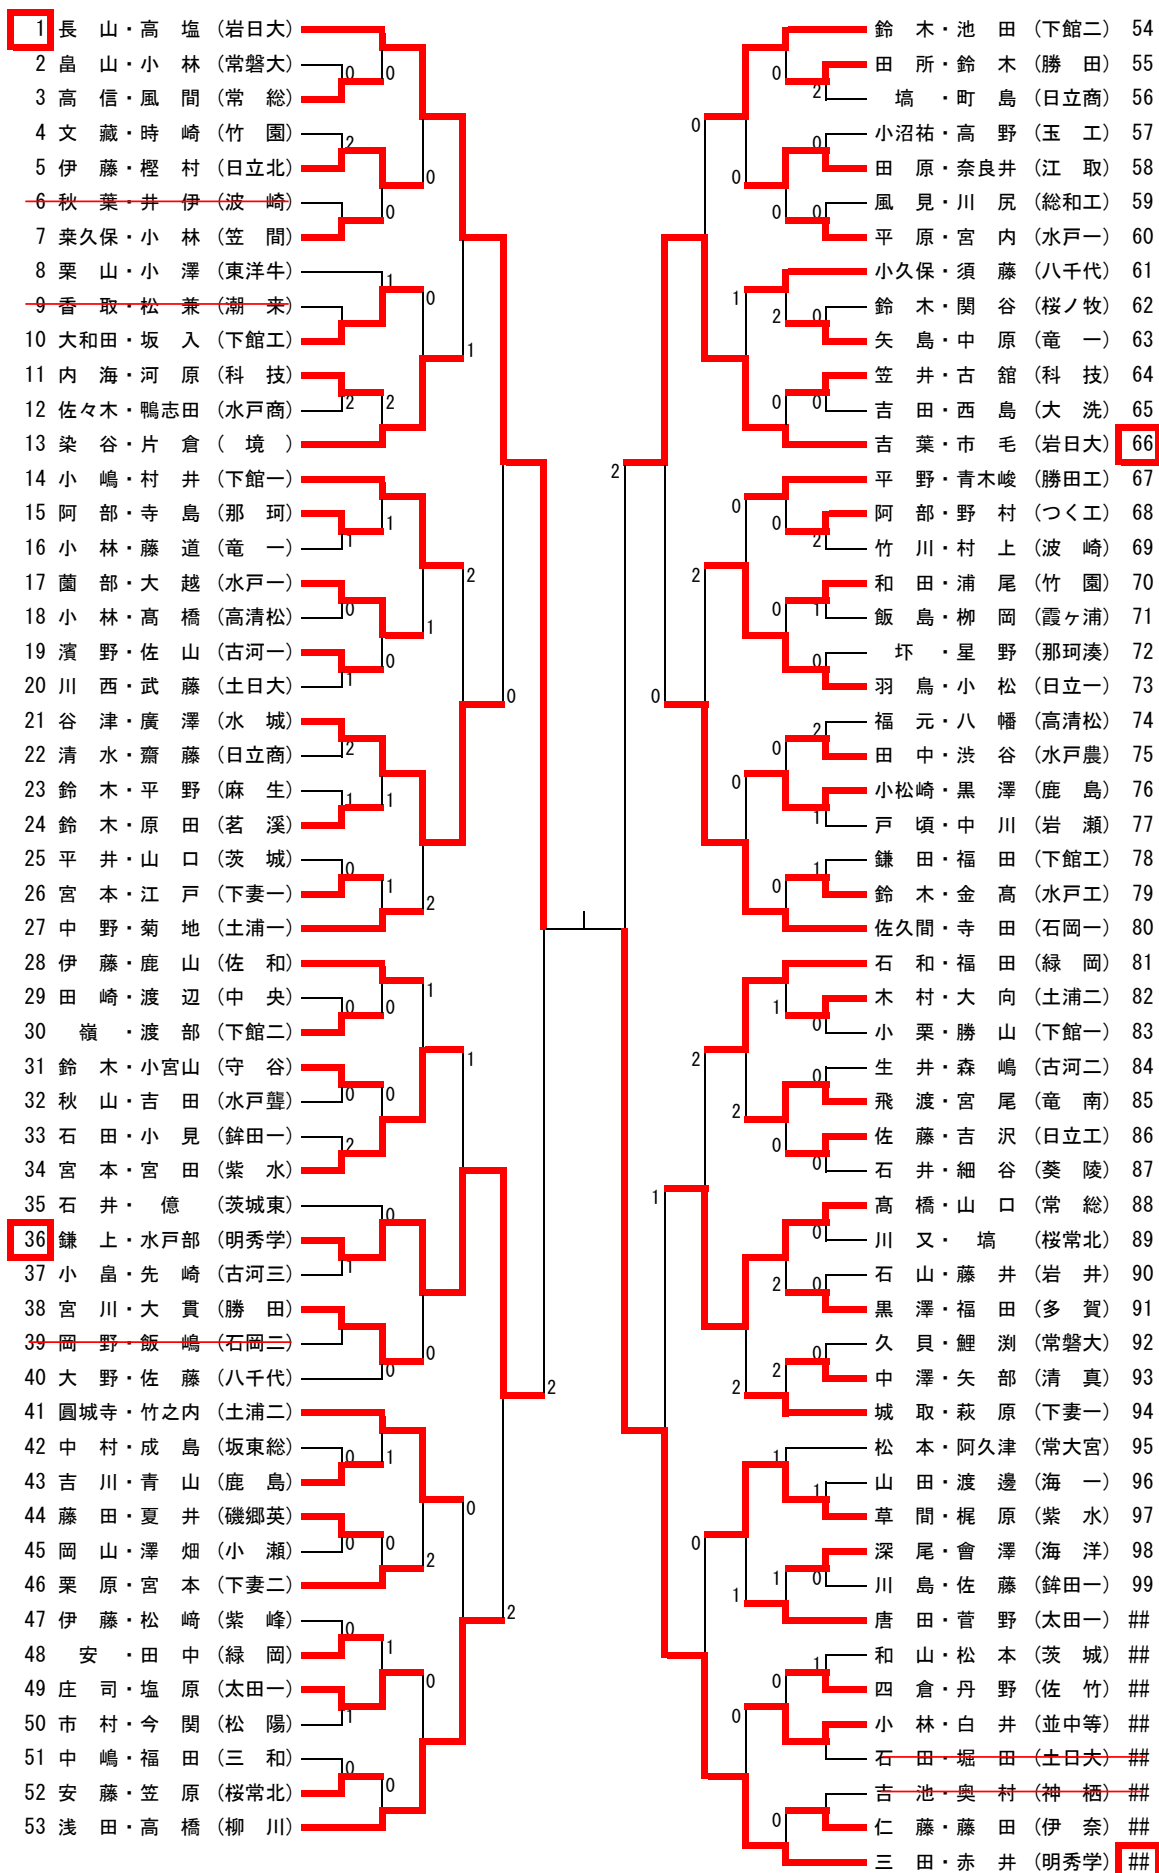 1 長　山・高　塩 (岩日大)
2 畠　山・小　林 (常磐大)
3 高　信・風　間 (常　総)
4 文　藏・時　崎 (竹　園)
5 伊　藤・樫　村 (日立北)
6 秋　葉・井　伊 (波　崎)
7 来久保・小　林 (笠　間)
8 栗　山・小　澤 (東洋牛)
9 香　取・松　兼 (潮　来)
10 大和田・坂　入 (下館工)
11 内　海・河　原 (科　技)
12 佐々木・鴨志田 (水戸商)
13 染　谷・片　倉 (　境　)
14 小　嶋・村　井 (下館一)
15 阿　部・寺　島 (那　珂)
16 小　林・藤　道 (竜　一)
17 薗　部・大　越 (水戸一)
18 小　林・髙　橋 (高清松)
19 濱　野・佐　山 (古河一)
20 川　西・武　藤 (土日大)
21 谷　津・廣　澤 (水　城)
22 清　水・齋　藤 (日立商)
23 鈴　木・平　野 (麻　生)
24 鈴　木・原　田 (茗　溪)
25 平　井・山　口 (茨　城)
26 宮　本・江　戸 (下妻一)
27 中　野・菊　地 (土浦一)
28 伊　藤・鹿　山 (佐　和)
29 田　崎・渡　辺 (中　央)
30 嶺　・渡　部 (下館二)
31 鈴　木・小宮山 (守　谷)
32 秋　山・吉　田 (水戸聾)
33 石　田・小　見 (鉾田一)
34 宮　本・宮　田 (紫　水)
35 石　井・　億 (茨城東)
36 鎌　上・水戸部 (明秀学)
37 小　畠・先　崎 (古河三)
38 宮　川・大　貫 (勝　田)
39 岡　野・飯　嶋 (石岡二)
40 大　野・佐　藤 (八千代)
41 圓城寺・竹之内 (土浦二)
42 中　村・成　島 (坂東総)
43 吉　川・青　山 (鹿　島)
44 藤　田・夏　井 (磯郷英)
45 岡　山・澤　畑 (小　瀬)
46 栗　原・宮　本 (下妻二)
47 伊　藤・松　﨑 (紫　峰)
48 安　・田　中 (緑　岡)
49 庄　司・塩　原 (太田一)
50 市　村・今　関 (松　陽)
51 中　嶋・福　田 (三　和)
52 安　藤・笠　原 (桜常北)
53 浅　田・高　橋 (柳　川)
鈴　木・池　田 (下館二) 54
田　所・鈴　木 (勝　田) 55
塙　・町　島 (日立商) 56
小沼祐・高　野 (玉　工) 57
田　原・奈良井 (江　取) 58
風　見・川　尻 (総和工) 59
平　原・宮　内 (水戸一) 60
小久保・須　藤 (八千代) 61
鈴　木・関　谷 (桜ノ牧) 62
矢　島・中　原 (竜　一) 63
笠　井・古　舘 (科　技) 64
吉　田・西　島 (大　洗) 65
吉　葉・市　毛 (岩日大) 66
平　野・青木峻 (勝田工) 67
阿　部・野　村 (つく工) 68
竹　川・村　上 (波　崎) 69
和　田・浦　尾 (竹　園) 70
飯　島・栁　岡 (霞ヶ浦) 71
坏　・星　野 (那珂湊) 72
羽　鳥・小　松 (日立一) 73
福　元・八　幡 (高清松) 74
田　中・渋　谷 (水戸農) 75
小松崎・黒　澤 (鹿　島) 76
戸　頃・中　川 (岩　瀬) 77
鎌　田・福　田 (下館工) 78
鈴　木・金　髙 (水戸工) 79
佐久間・寺　田 (石岡一) 80
石　和・福　田 (緑　岡) 81
木　村・大　向 (土浦二) 82
小　栗・勝　山 (下館一) 83
生　井・森　嶋 (古河二) 84
飛　渡・宮　尾 (竜　南) 85
佐　藤・吉　沢 (日立工) 86
石　井・細　谷 (葵　陵) 87
髙　橋・山　口 (常　総) 88
川　又・　塙 (桜常北) 89
石　山・藤　井 (岩　井) 90
黒　澤・福　田 (多　賀) 91
久　貝・鯉　渕 (常磐大) 92
中　澤・矢　部 (清　真) 93
城　取・萩　原 (下妻一) 94
松　本・阿久津 (常大宮) 95
山　田・渡　邊 (海　一) 96
草　間・梶　原 (紫　水) 97
深　尾・會　澤 (海　洋) 98
川　島・佐　藤 (鉾田一) 99
唐　田・菅　野 (太田一) ##
和　山・松　本 (茨　城) ##
四　倉・丹　野 (佐　竹) ##
小　林・白　井 (並中等) ##
石　田・堀　田 (土日大) ##
吉　池・奥　村 (神　栖) ##
仁　藤・藤　田 (伊　奈) ##
三　田・赤　井 (明秀学) ##